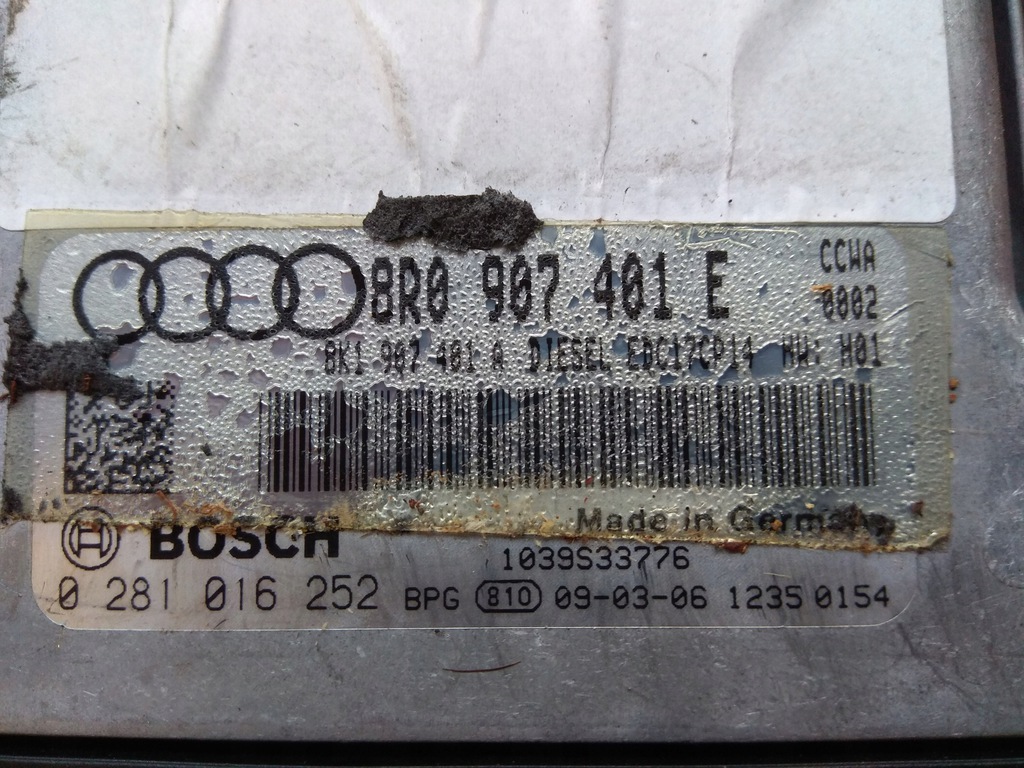 8R0 907 401 E CCWA
0002
8K1 907 401 A DIESEL EDC17CP14 HW: H01
Made in Germany
BOSCH
1039S33776
0 281 016 252 BPG 810 09-03-06 1235 0154